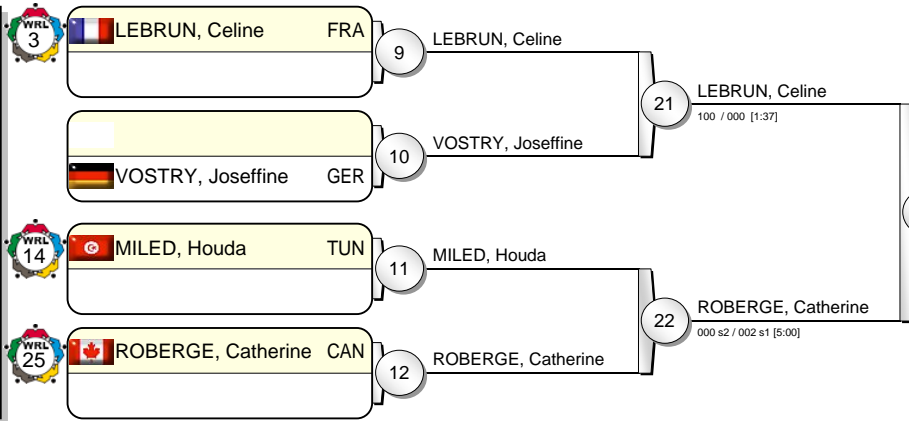 WRL
3
LEBRUN, Celine FRA
9
LEBRUN, Celine
21
LEBRUN, Celine
100 / 000 [1:37]
10
VOSTRY, Joseffine
VOSTRY, Joseffine GER
WRL
14
MILED, Houda TUN
11
MILED, Houda
22
ROBERGE, Catherine
000 s2 / 002 s1 [5:00]
WRL
25
ROBERGE, Catherine CAN
12
ROBERGE, Catherine